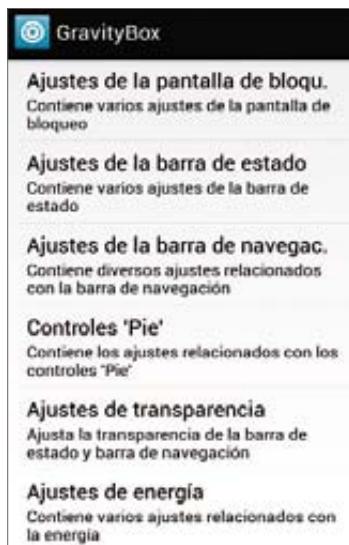 GravityBox
Ajustes de la pantalla de bloqu.
Contiene varios ajustes de la pantalla de
bloqueo
Ajustes de la barra de estado
Contiene varios ajustes de la barra de
estado
Ajustes de la barra de navegac.
Contiene diversos ajustes relacionados
con la barra de navegación
Controles 'Pie'
Contiene los ajustes relacionados con los
controles 'Pie'
Ajustes de transparencia
Ajusta la transparencia de la barra de
estado y barra de navegación
Ajustes de energía
Contiene varios ajustes relacionados con
la energía